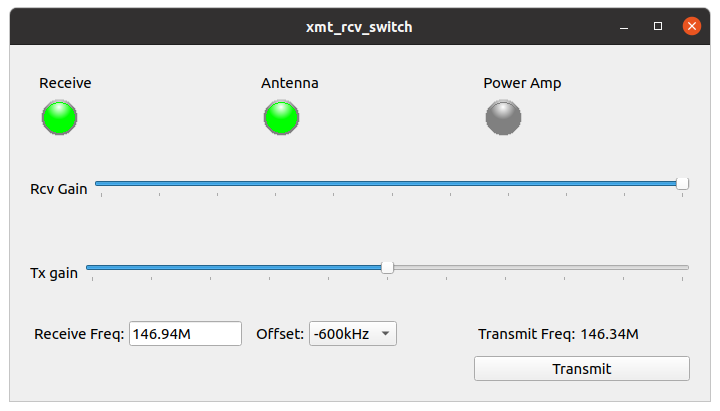 xmt_rcv_switch
Receive Antenna Power Amp
Rcv Gain
Tx gain
Receive Freq: 146.94M Offset: -600kHz Transmit Freq: 146.34M
Transmit